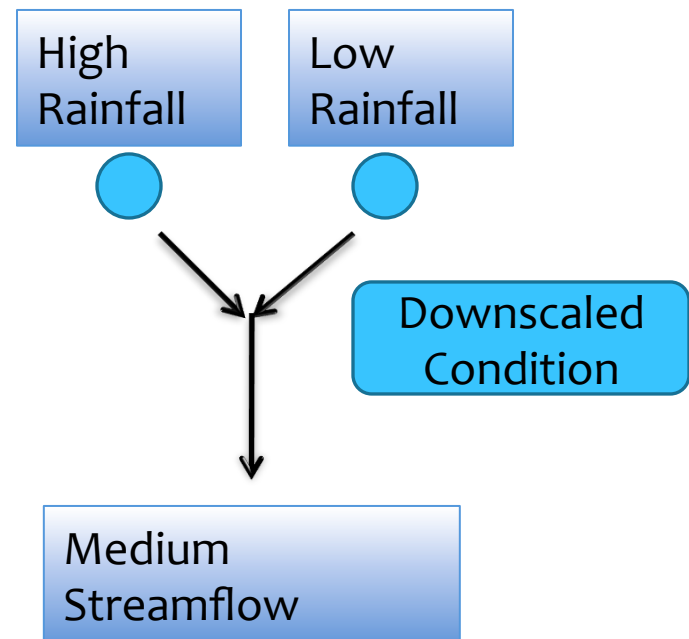 High
Rainfall
Low
Rainfall
Downscaled
Condition
Medium
Streamflow